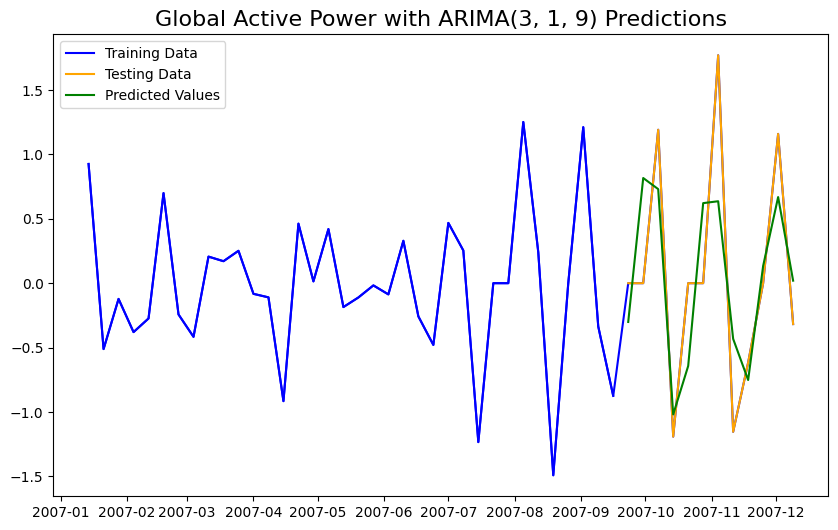 Global Active Power with ARIMA(3, 1, 9) Predictions
Training Data
Testing Data
Predicted Values
1.5
1.0
0.5
0.0
−0.5
−1.0
−1.5
2007-01 2007-02 2007-03 2007-04 2007-05 2007-06 2007-07 2007-08 2007-09 2007-10 2007-11 2007-12